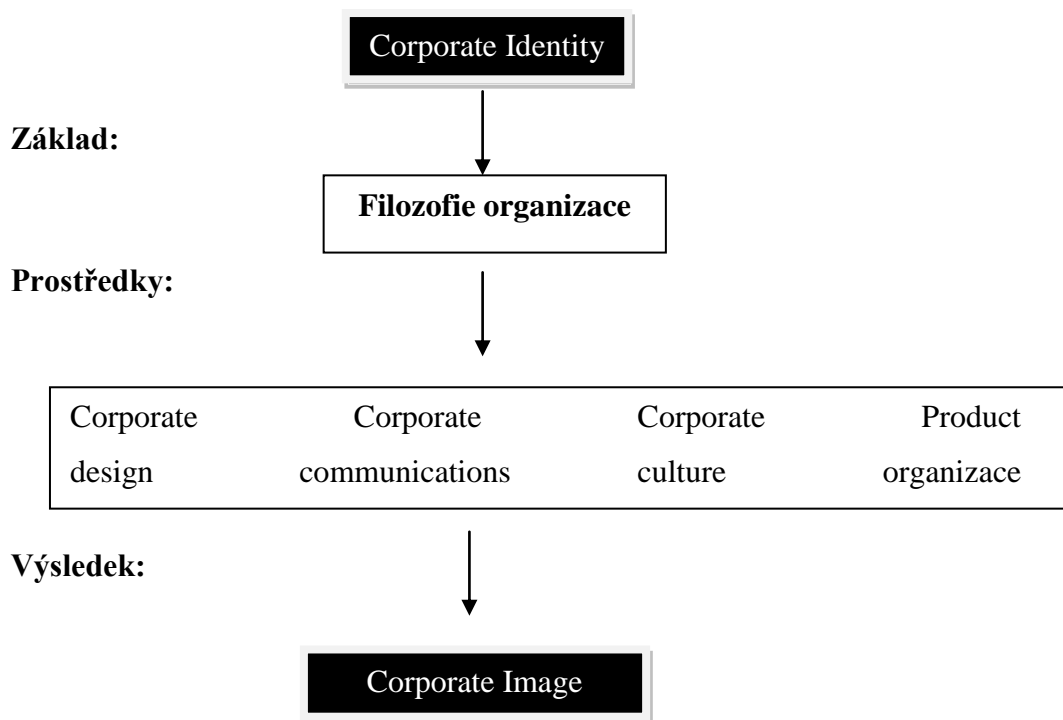 Corporate Identity
Základ:
Filozofie organizace
Prostředky:
Corporate Corporate Corporate Product
design communications culture organizace
Výsledek:
Corporate Image